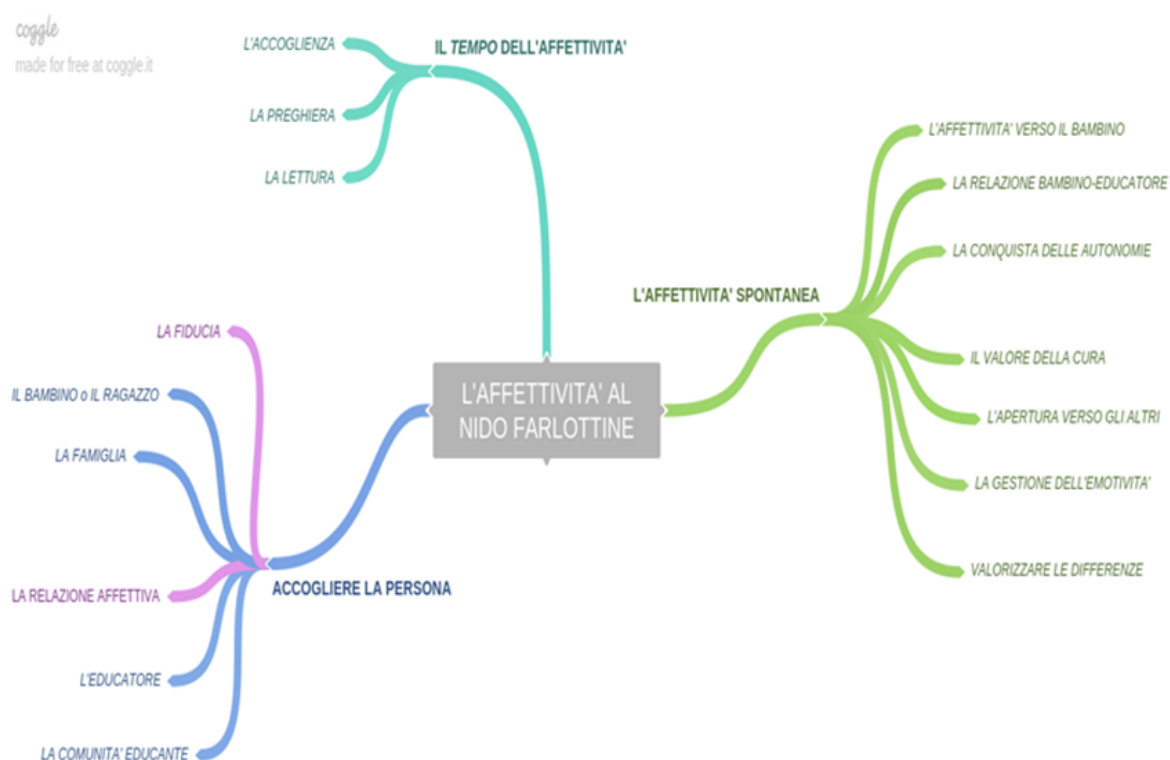 coggle
made for free at coggle.it
IL TEMPO DELL'AFFETTIVITA'
L'ACCOGLIENZA
LA PREGHIERA
LA LETTURA
L'AFFETTIVITA' SPONTANEA
L'AFFETTIVITA' VERSO IL BAMBINO
LA RELAZIONE BAMBINO-EDUCATORE
LA CONQUISTA DELLE AUTONOMIE
IL VALORE DELLA CURA
L'APERTURA VERSO GLI ALTRI
LA GESTIONE DELL'EMOTIVITA'
VALORIZZARE LE DIFFERENZE
L'AFFETTIVITA' AL
NIDO FARLOTTINE
ACCOGLIERE LA PERSONA
LA FIDUCIA
IL BAMBINO o IL RAGAZZO
LA FAMIGLIA
LA RELAZIONE AFFETTIVA
L'EDUCATORE
LA COMUNITA' EDUCANTE